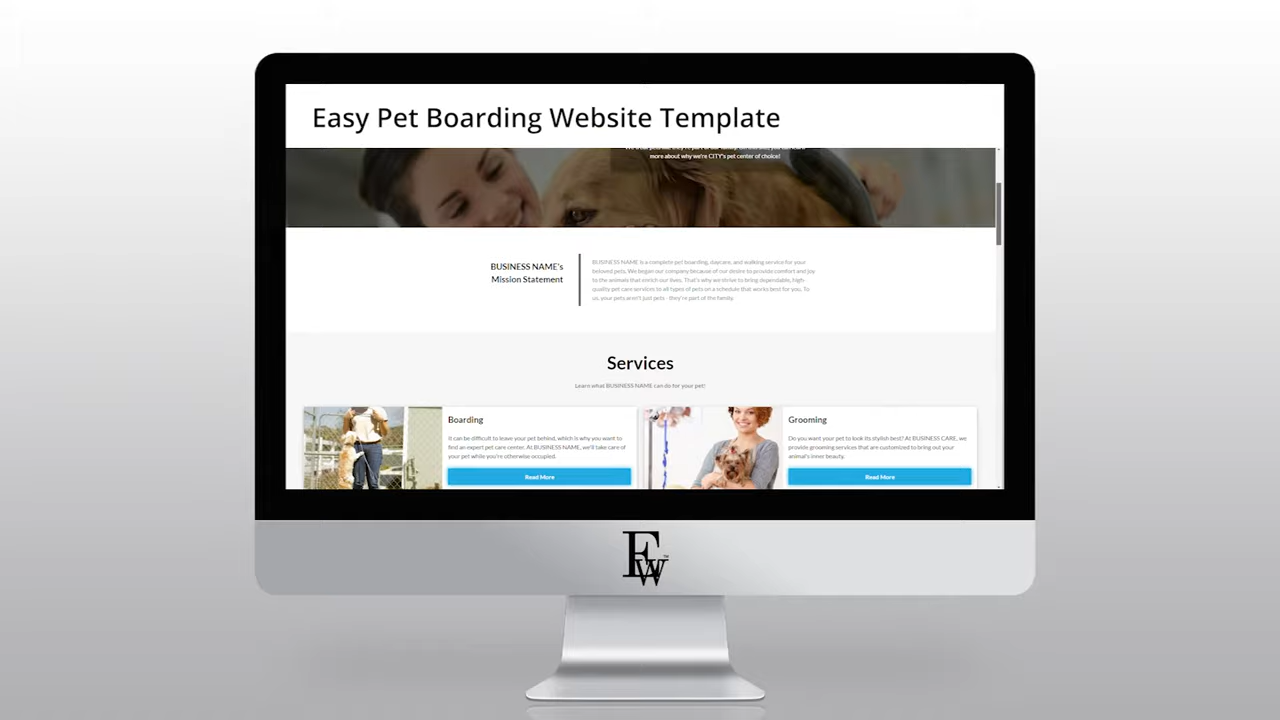 Easy Pet Boarding Website Template
more about why we're CITY's pet center of choice!
BUSINESS NAME's
Mission Statement
BUSINESS NAME is a complete pet boarding, daycare, and walking service for your
beloved pets. We began our company because of our desire to provide comfort and joy
to the animals that enrich our lives. That's why we thrive to bring dependable, high-
quality pet care services to all types of pets on a schedule that works best for you. To
us, your pets aren't just pets - they're part of the family.
Services
Learn what BUSINESS NAME can do for your pet!
Boarding
It can be difficult to leave your pet behind, which is why you want to
find an expert pet care center. At BUSINESS NAME, we'll take care of
your pet while you're otherwise occupied.
Read More
Grooming
Do you want your pet to look its stylish best? At BUSINESS CARE, we
provide grooming services that are customized to bring out your
animal's inner beauty.
Read More
EW
TM